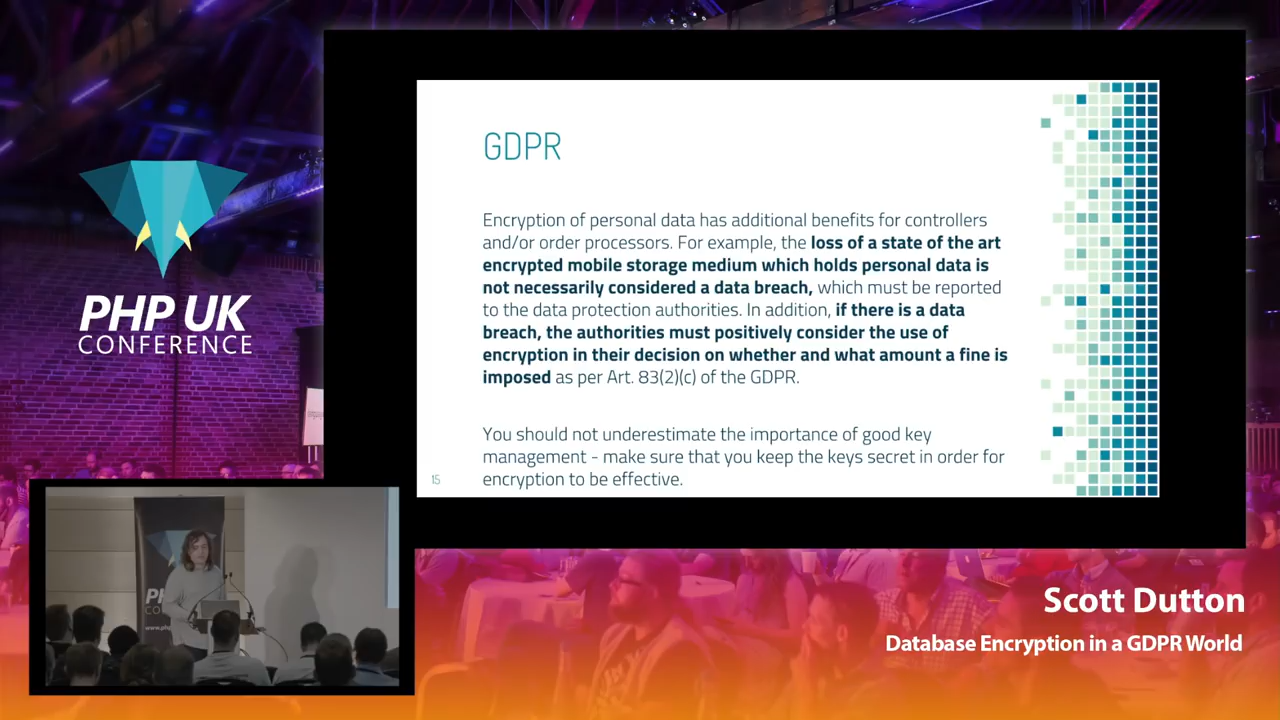 PHP UK
CONFERENCE
GDPR
Encryption of personal data has additional benefits for controllers
and/or order processors. For example, the loss of a state of the art
encrypted mobile storage medium which holds personal data is
not necessarily considered a data breach, which must be reported
to the data protection authorities. In addition, if there is a data
breach, the authorities must positively consider the use of
encryption in their decision on whether and what amount a fine is
imposed as per Art. 83(2)(c) of the GDPR.
You should not underestimate the importance of good key
management - make sure that you keep the keys secret in order for
encryption to be effective.
15
Scott Dutton
Database Encryption in a GDPR World